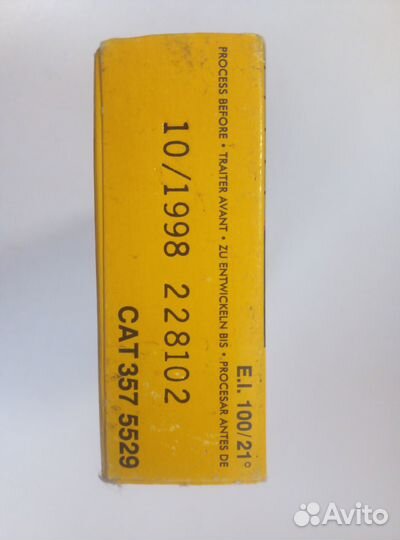 PROCESS BEFORE • TRAITER AVANT • ZU ENTWICKELN BIS • PROCESAR ANTES DE
E.I. 100/21°
10/1998 228102
CAT 357 5529
Avito